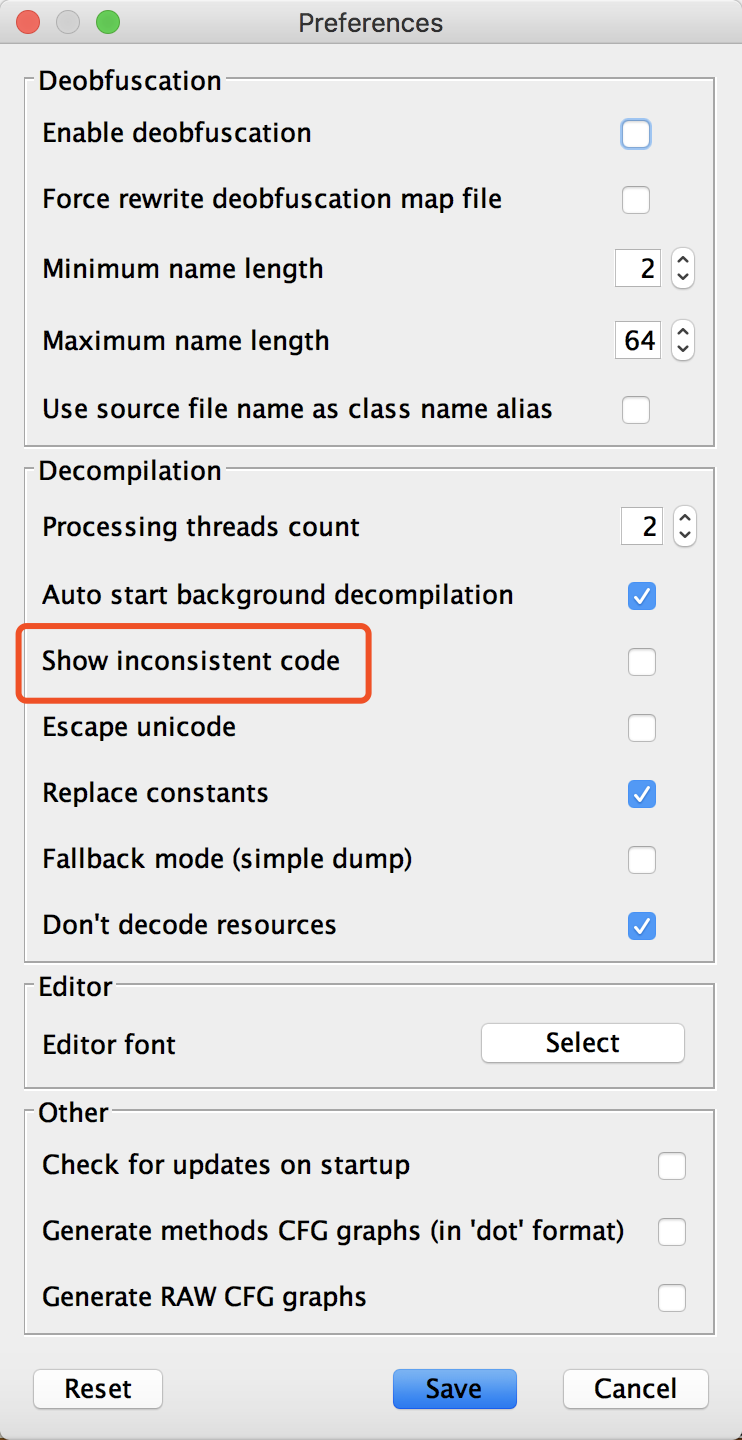 Preferences
Deobfuscation
Enable deobfuscation
Force rewrite deobfuscation map file
Minimum name length 2
Maximum name length 64
Use source file name as class name alias
Decompilation
Processing threads count 2
Auto start background decompilation
Show inconsistent code
Escape unicode
Replace constants
Fallback mode (simple dump)
Don't decode resources
Editor
Editor font Select
Other
Check for updates on startup
Generate methods CFG graphs (in 'dot' format)
Generate RAW CFG graphs
Reset Save Cancel